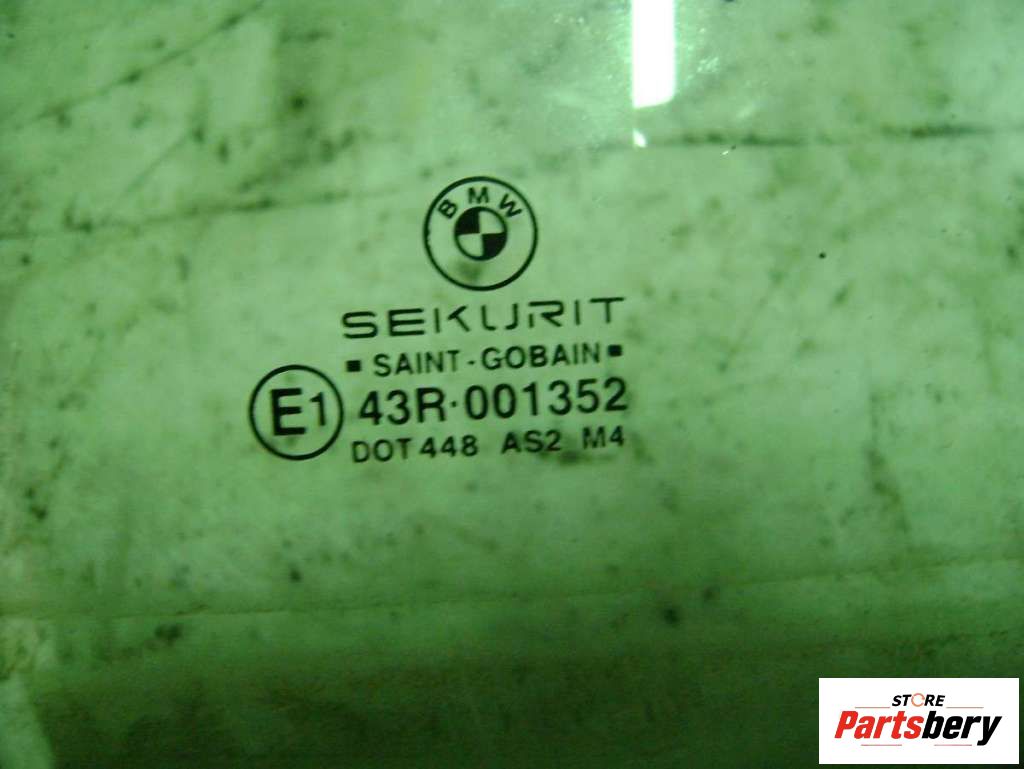 BMW
SEKURIT
SAINT-GOBAIN
E1 43R·001352
DOT 448 AS2 M4
STORE
Partsbery